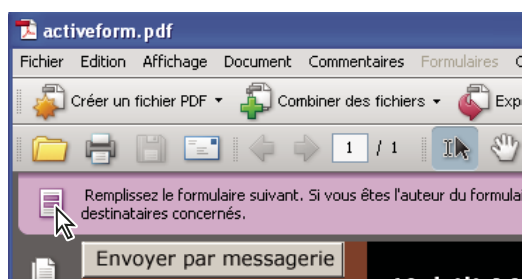 activeform.pdf
Fichier Edition Affichage Document Commentaires Formulaires
Créer un fichier PDF Combiner des fichiers
1 / 1
Remplissez le formulaire suivant. Si vous êtes l'auteur du
destinataires concernés.
Envoyer par messagerie